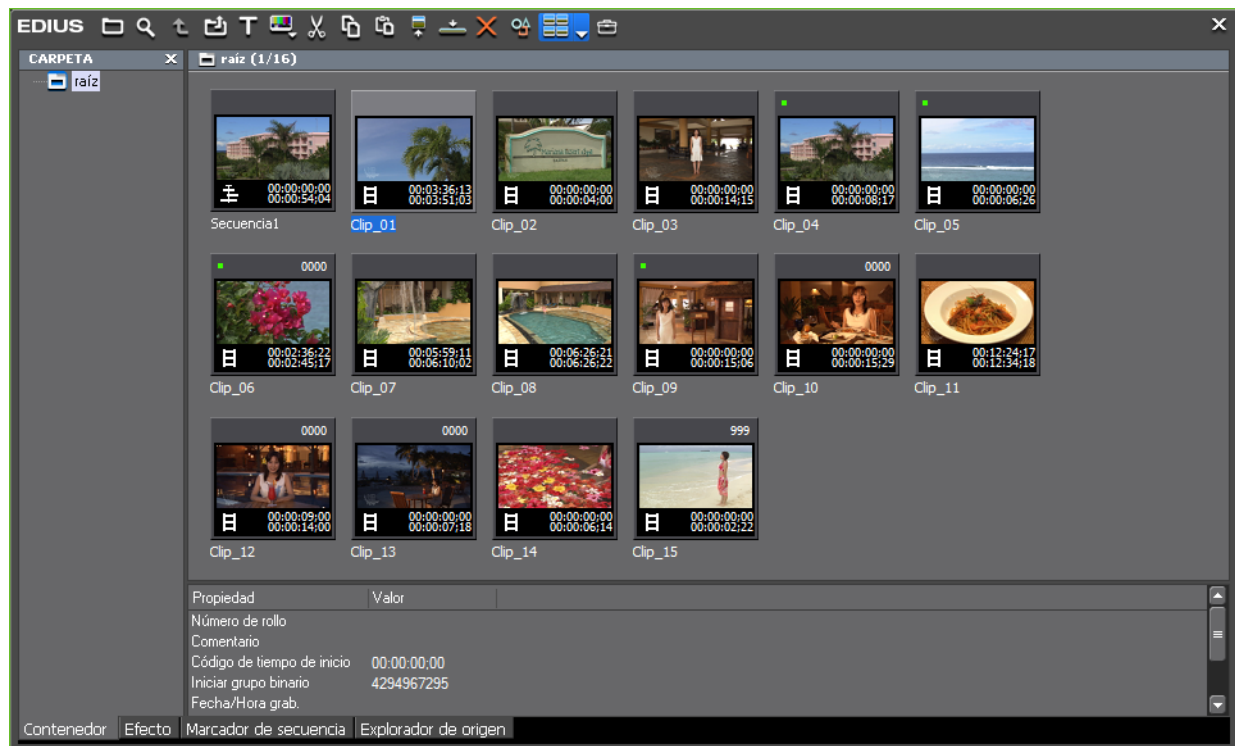 EDIUS
CARPETA X
raíz (1/16)
raíz
00:00:00;00
00:00:54;04
Secuencia1
00:03:36;13
00:03:51;03
Clip_01
00:00:00;00
00:00:04;00
Clip_02
00:00:00;00
00:00:14;15
Clip_03
00:00:00;00
00:00:08;17
Clip_04
00:00:00;00
00:00:06;26
Clip_05
0000
00:02:36;22
00:02:45;17
Clip_06
00:05:59;11
00:06:10;02
Clip_07
00:06:26;21
00:06:26;22
Clip_08
00:00:00;00
00:00:15;06
Clip_09
0000
00:00:00;00
00:00:15;29
Clip_10
00:12:24;17
00:12:34;18
Clip_11
0000
00:00:09;00
00:00:14;00
Clip_12
0000
00:00:00;00
00:00:07;18
Clip_13
00:00:00;00
00:00:06;14
Clip_14
999
00:00:00;00
00:00:02;22
Clip_15
Propiedad Valor
Número de rollo
Comentario
Código de tiempo de inicio 00:00:00;00
Iniciar grupo binario 4294967295
Fecha/Hora grab.
Contenedor Efecto Marcador de secuencia Explorador de origen